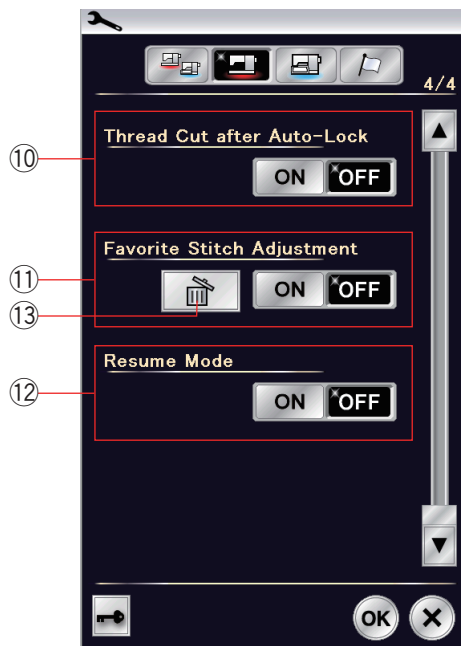 4/4
Thread Cut after Auto-Lock
⑩
ON OFF
Favorite Stitch Adjustment
⑪
ON OFF
⑬
Resume Mode
⑫
ON OFF
OK